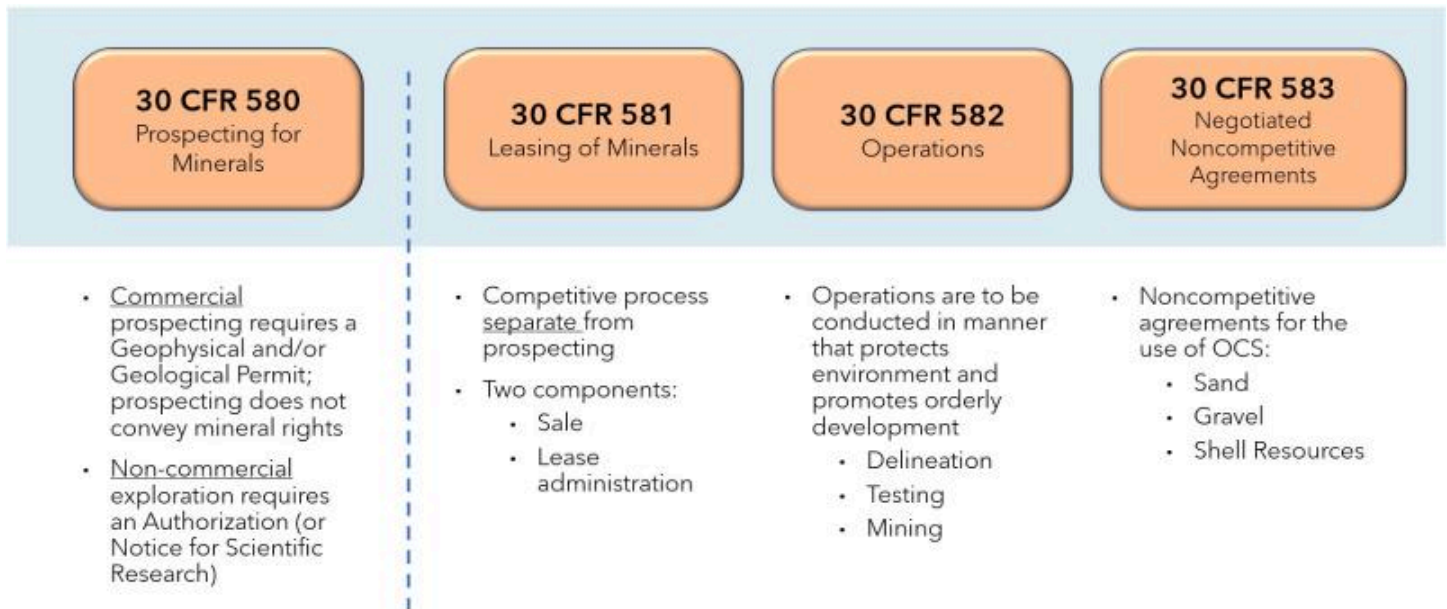 30 CFR 580
Prospecting for
Minerals
30 CFR 581
Leasing of Minerals
30 CFR 582
Operations
30 CFR 583
Negotiated
Noncompetitive
Agreements
• Commercial
prospecting requires a
Geophysical and/or
Geological Permit;
prospecting does not
convey mineral rights
• Non-commercial
exploration requires
an Authorization (or
Notice for Scientific
Research)
• Competitive process
separate from
prospecting
• Two components:
• Sale
• Lease
administration
• Operations are to be
conducted in manner
that protects
environment and
promotes orderly
development
• Delineation
• Testing
• Mining
• Noncompetitive
agreements for the
use of OCS:
• Sand
• Gravel
• Shell Resources